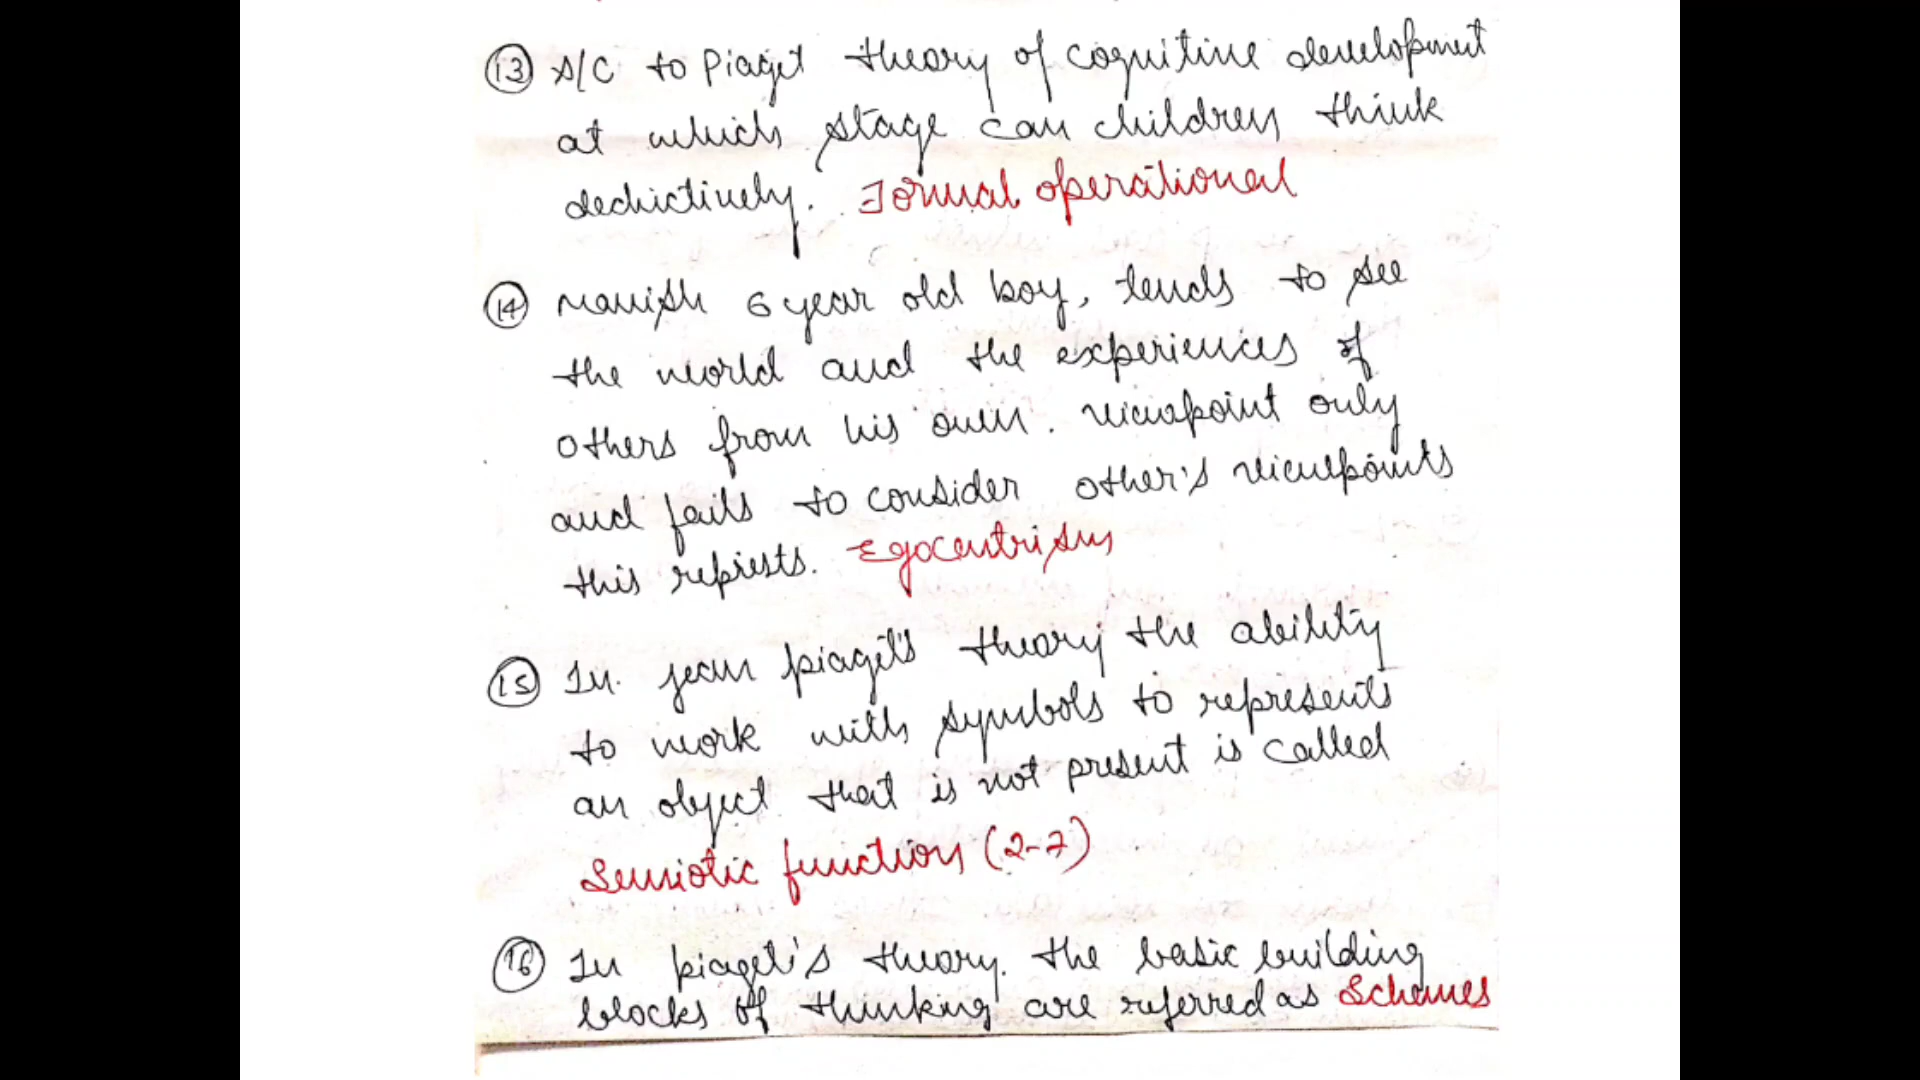 13 A/C to Piaget theory of cognitive development
at which stage can children think
deductively. Formal operational
14 Manish 6 year old boy, tends to see
the world and the experiences of
others from his own. viewpoint only
and fails to consider other's viewpoints
this represts. Egocentrism
15 In. jean piaget's theory the ability
to work with symbols to represents
an object that is not present is called
Semiotic function (2-7)
16 In piaget's theory. the basic building
blocks of thinking are referred as Schemes